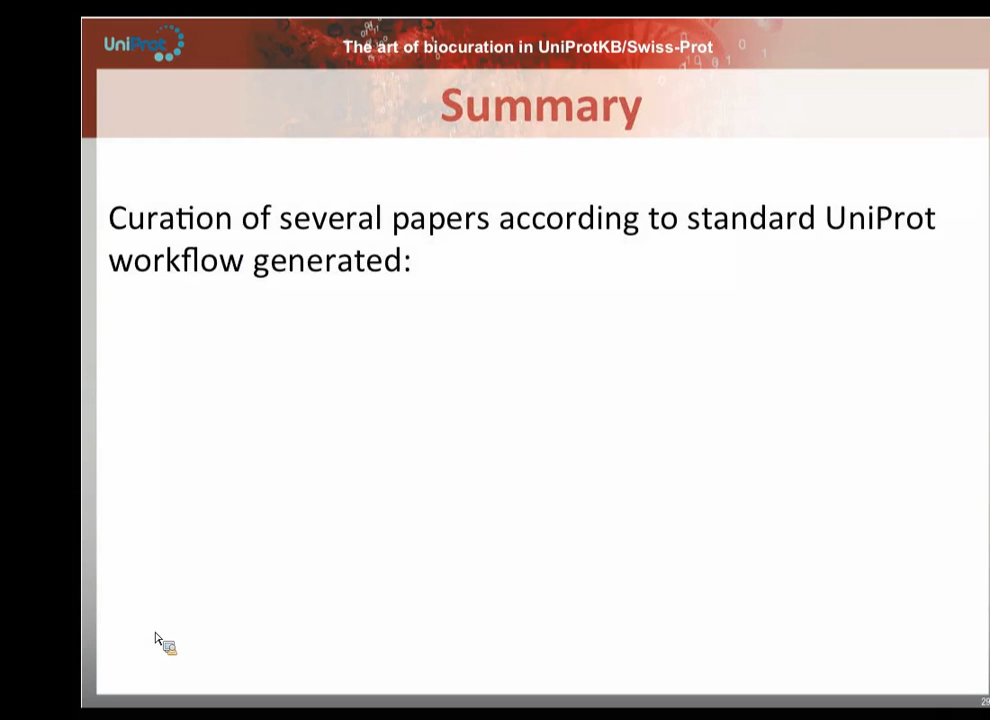 UniProt
The art of biocuration in UniProtKB/Swiss-Prot
Summary
Curation of several papers according to standard UniProt
workflow generated: